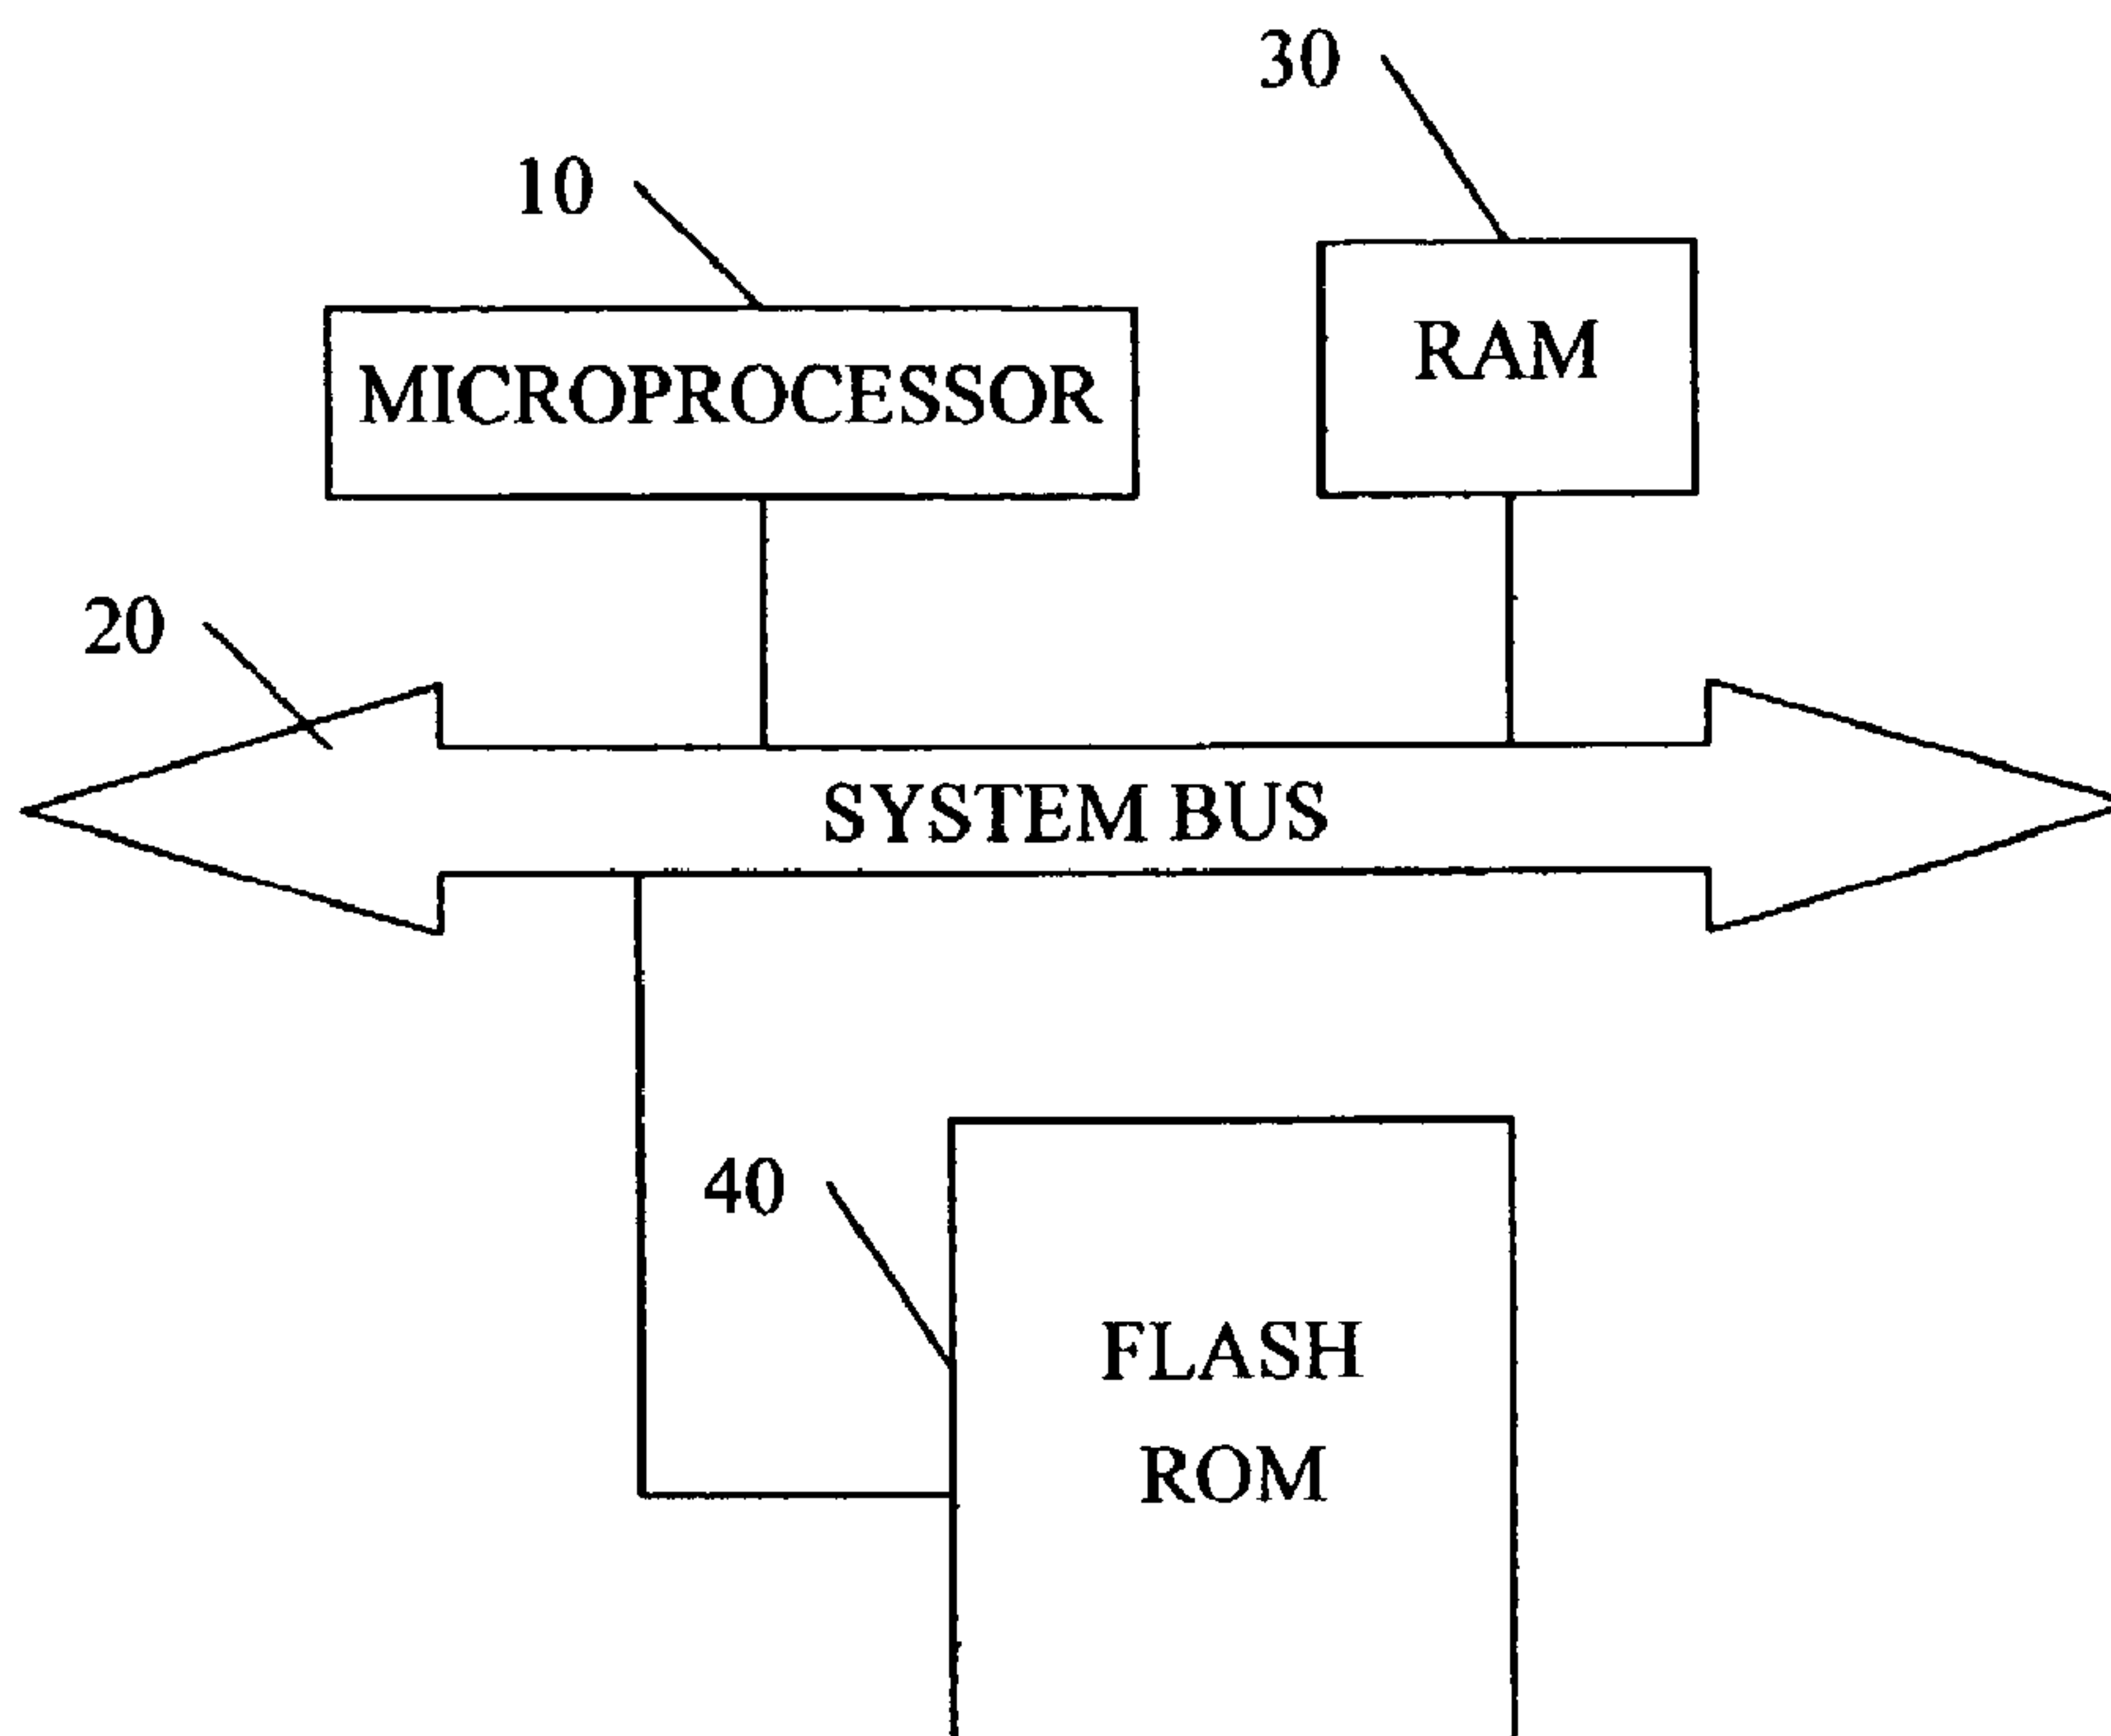 30
10
RAM
MICROPROCESSOR
20
SYSTEM BUS
40
FLASH
ROM